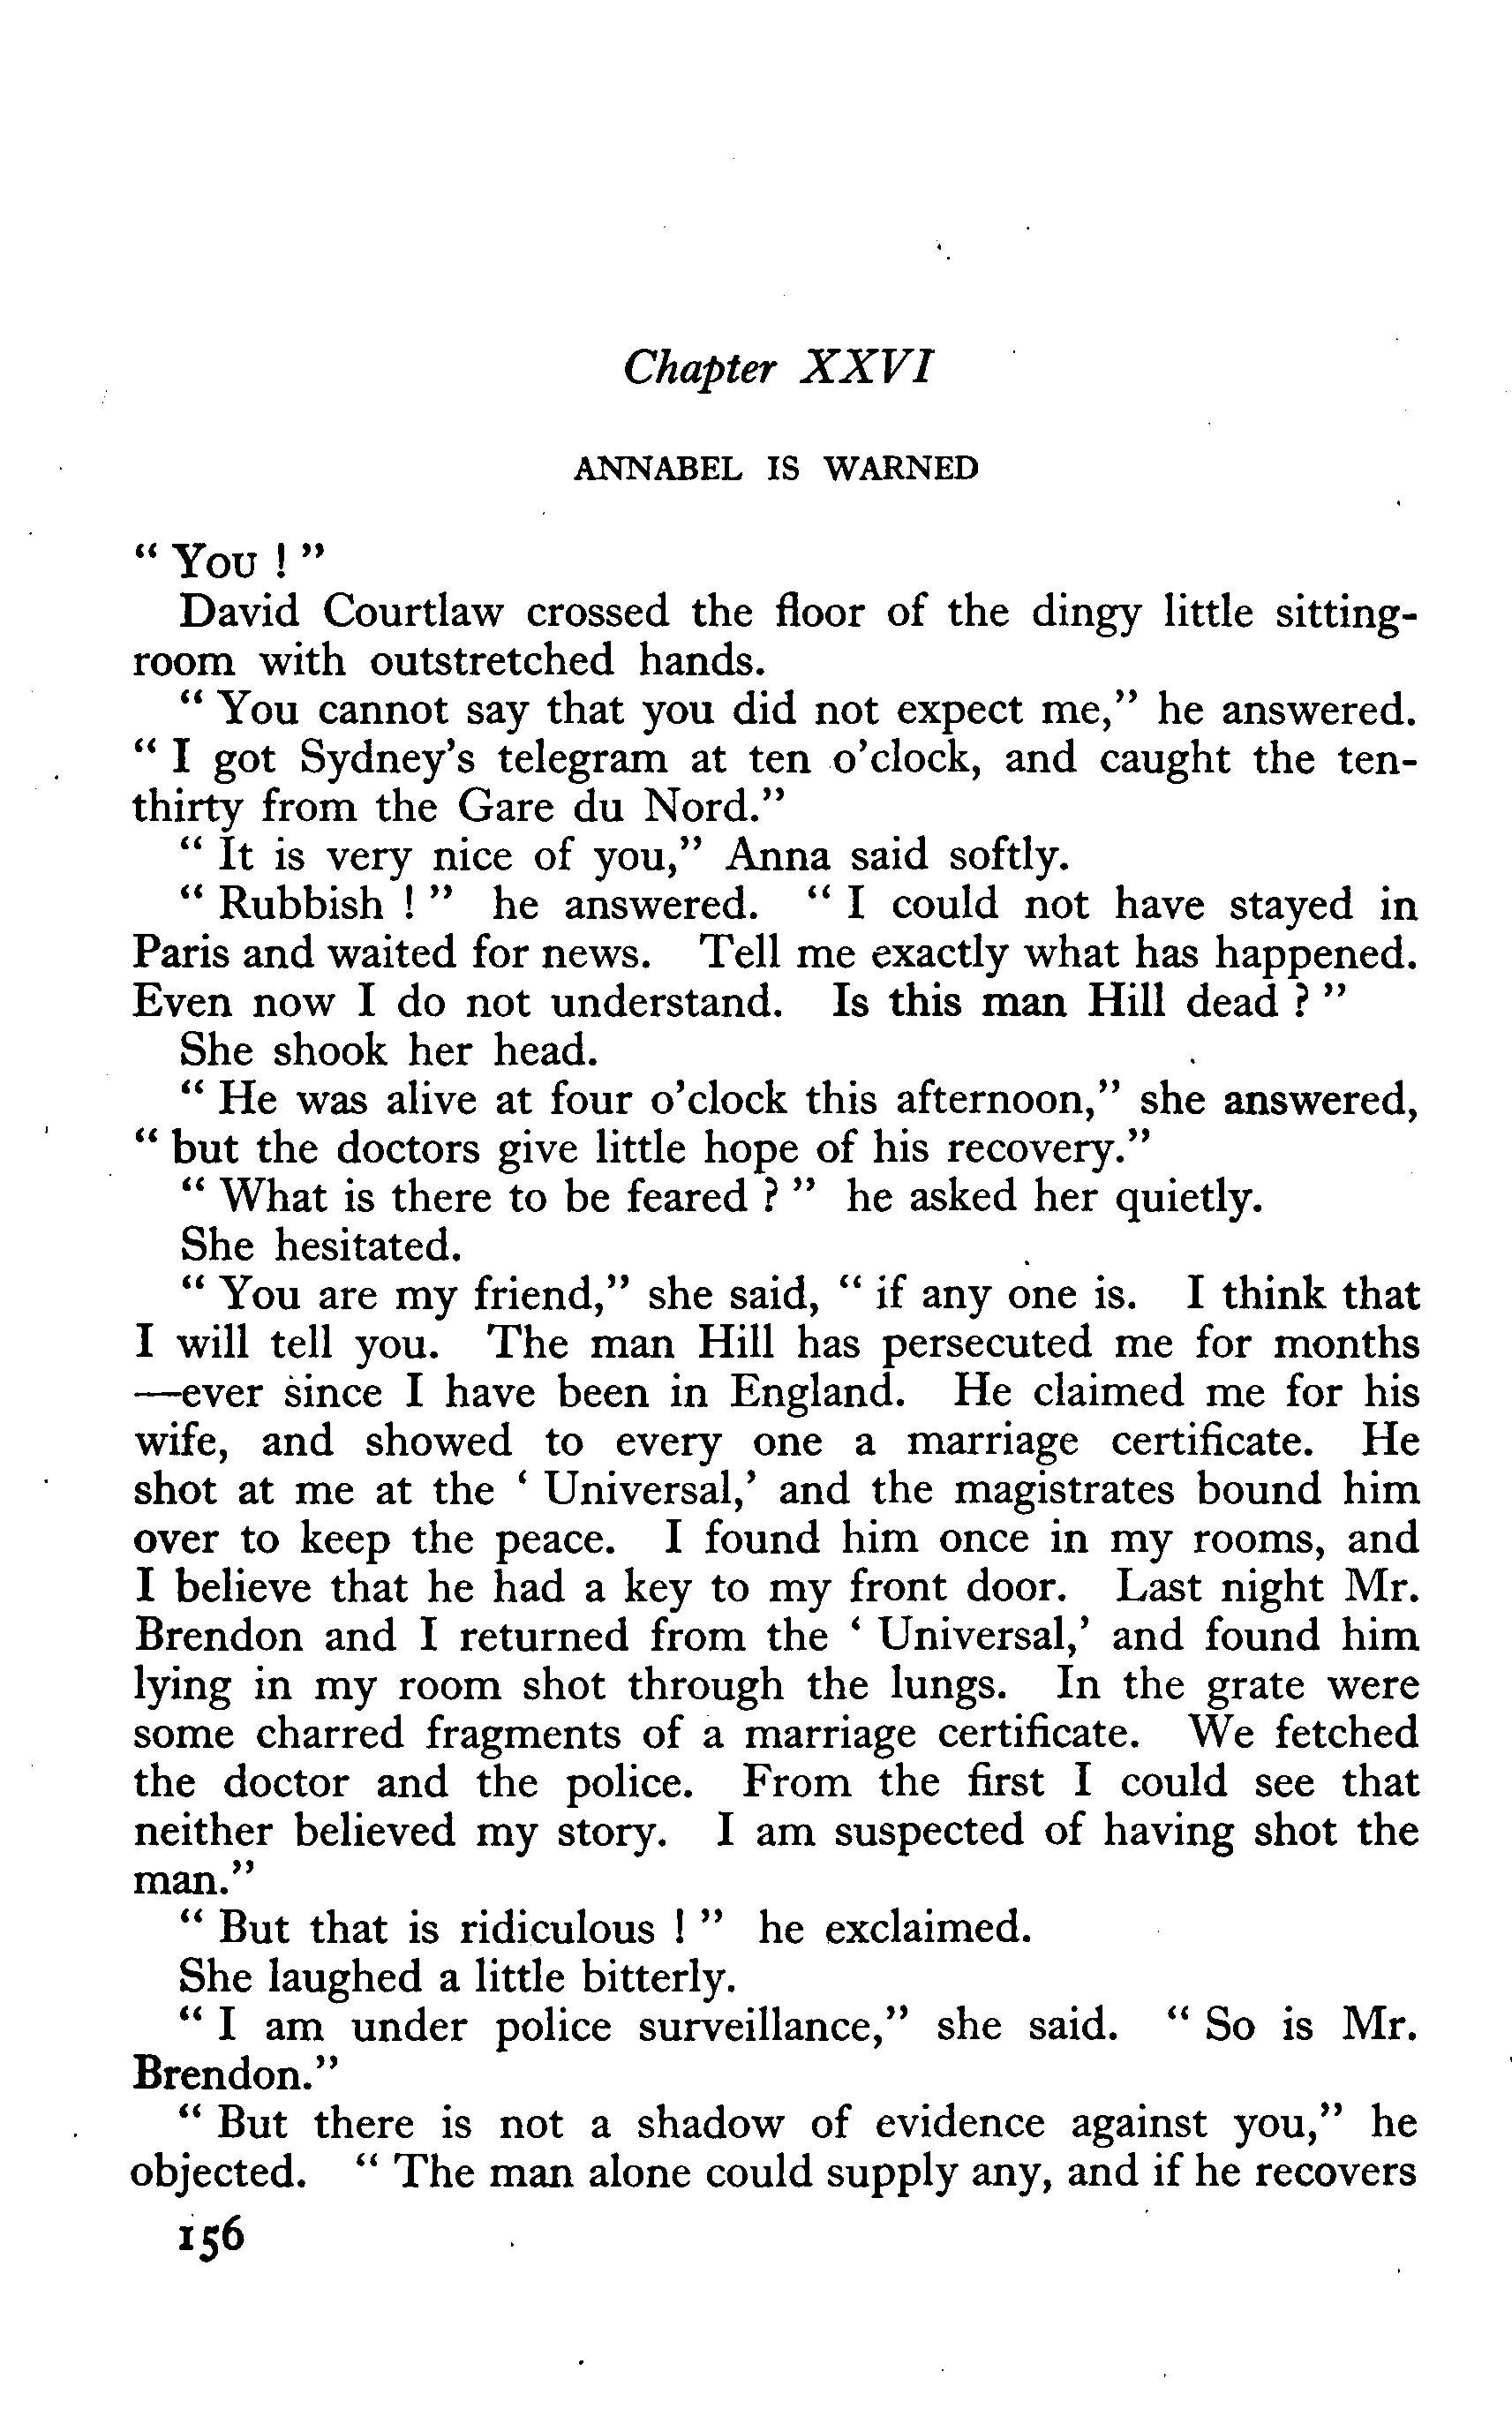 Chapter XXVI
ANNABEL IS WARNED
“ You ! ”
David Courtlaw crossed the floor of the dingy little sitting-
room with outstretched hands.
“ You cannot say that you did not expect me,” he answered.
“ I got Sydney’s telegram at ten o’clock, and caught the ten-
thirty from the Gare du Nord.”
“ It is very nice of you,” Anna said softly.
“ Rubbish ! ” he answered. “ I could not have stayed in
Paris and waited for news. Tell me exactly what has happened.
Even now I do not understand. Is this man Hill dead ? ”
She shook her head.
“ He was alive at four o’clock this afternoon,” she answered,
“ but the doctors give little hope of his recovery.”
“ What is there to be feared ? ” he asked her quietly.
She hesitated.
“ You are my friend,” she said, “ if any one is. I think that
I will tell you. The man Hill has persecuted me for months
—ever since I have been in England. He claimed me for his
wife, and showed to every one a marriage certificate. He
shot at me at the ‘ Universal,’ and the magistrates bound him
over to keep the peace. I found him once in my rooms, and
I believe that he had a key to my front door. Last night Mr.
Brendon and I returned from the ‘ Universal,’ and found him
lying in my room shot through the lungs. In the grate were
some charred fragments of a marriage certificate. We fetched
the doctor and the police. From the first I could see that
neither believed my story. I am suspected of having shot the
man.”
“ But that is ridiculous ! ” he exclaimed.
She laughed a little bitterly.
“ I am under police surveillance,” she said. “ So is Mr.
Brendon.”
“ But there is not a shadow of evidence against you,” he
objected. “ The man alone could supply any, and if he recovers
156